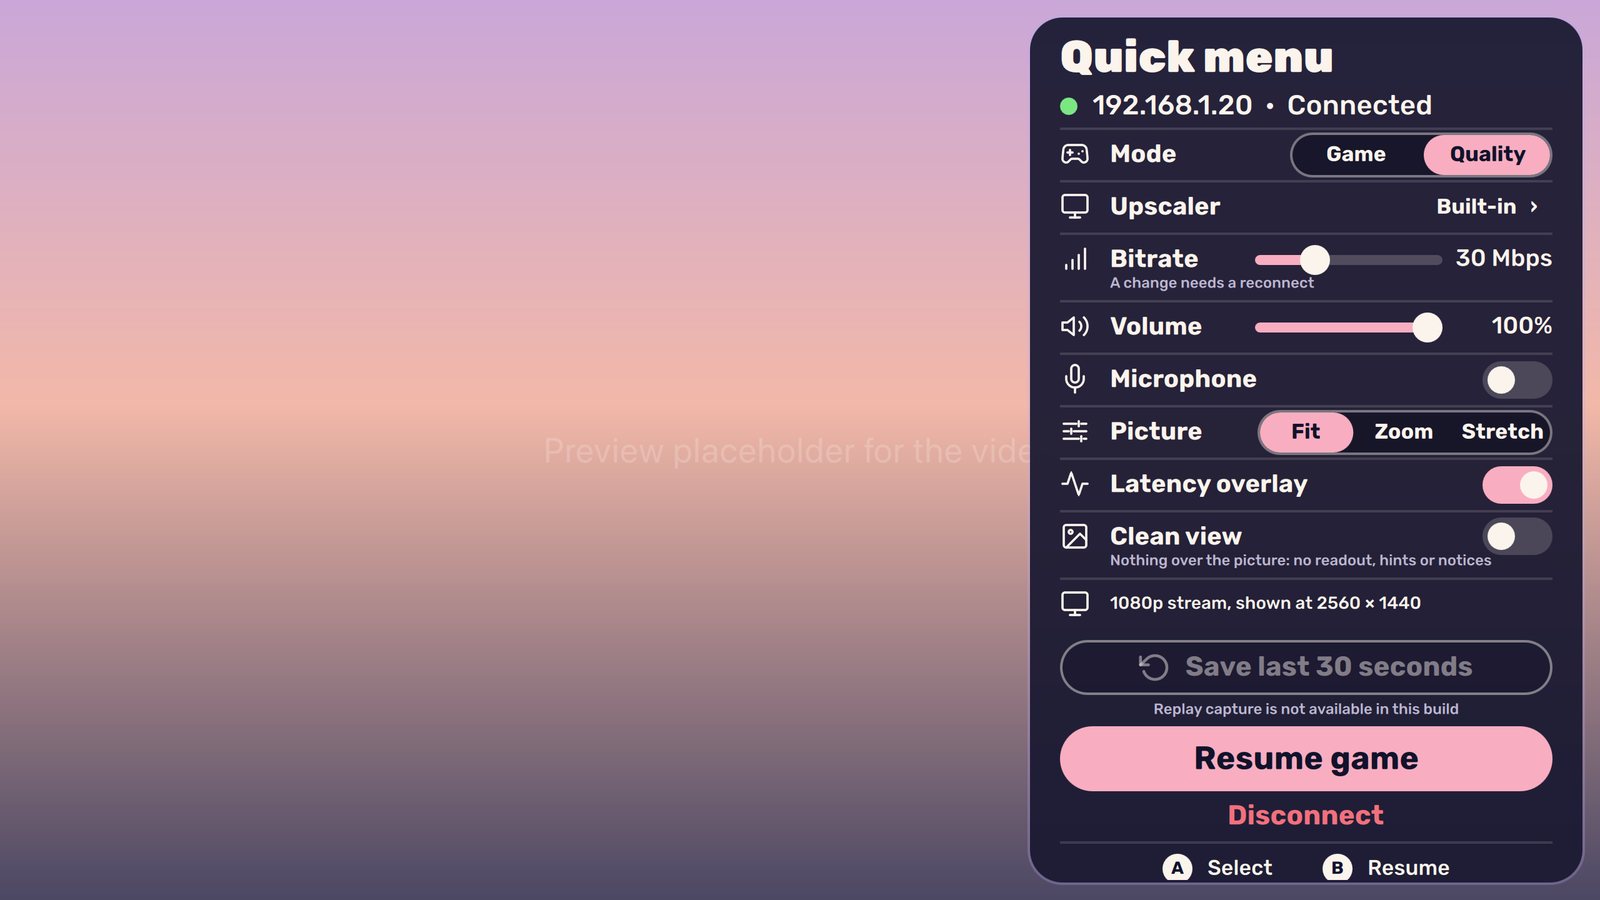 Quick menu
192.168.1.20 • Connected
Mode Game Quality
Upscaler Built-in ›
Bitrate 30 Mbps
A change needs a reconnect
Volume 100%
Microphone
Picture Fit Zoom Stretch
Preview placeholder for the vide
Latency overlay
Clean view
Nothing over the picture: no readout, hints or notices
1080p stream, shown at 2560 × 1440
Save last 30 seconds
Replay capture is not available in this build
Resume game
Disconnect
A Select B Resume